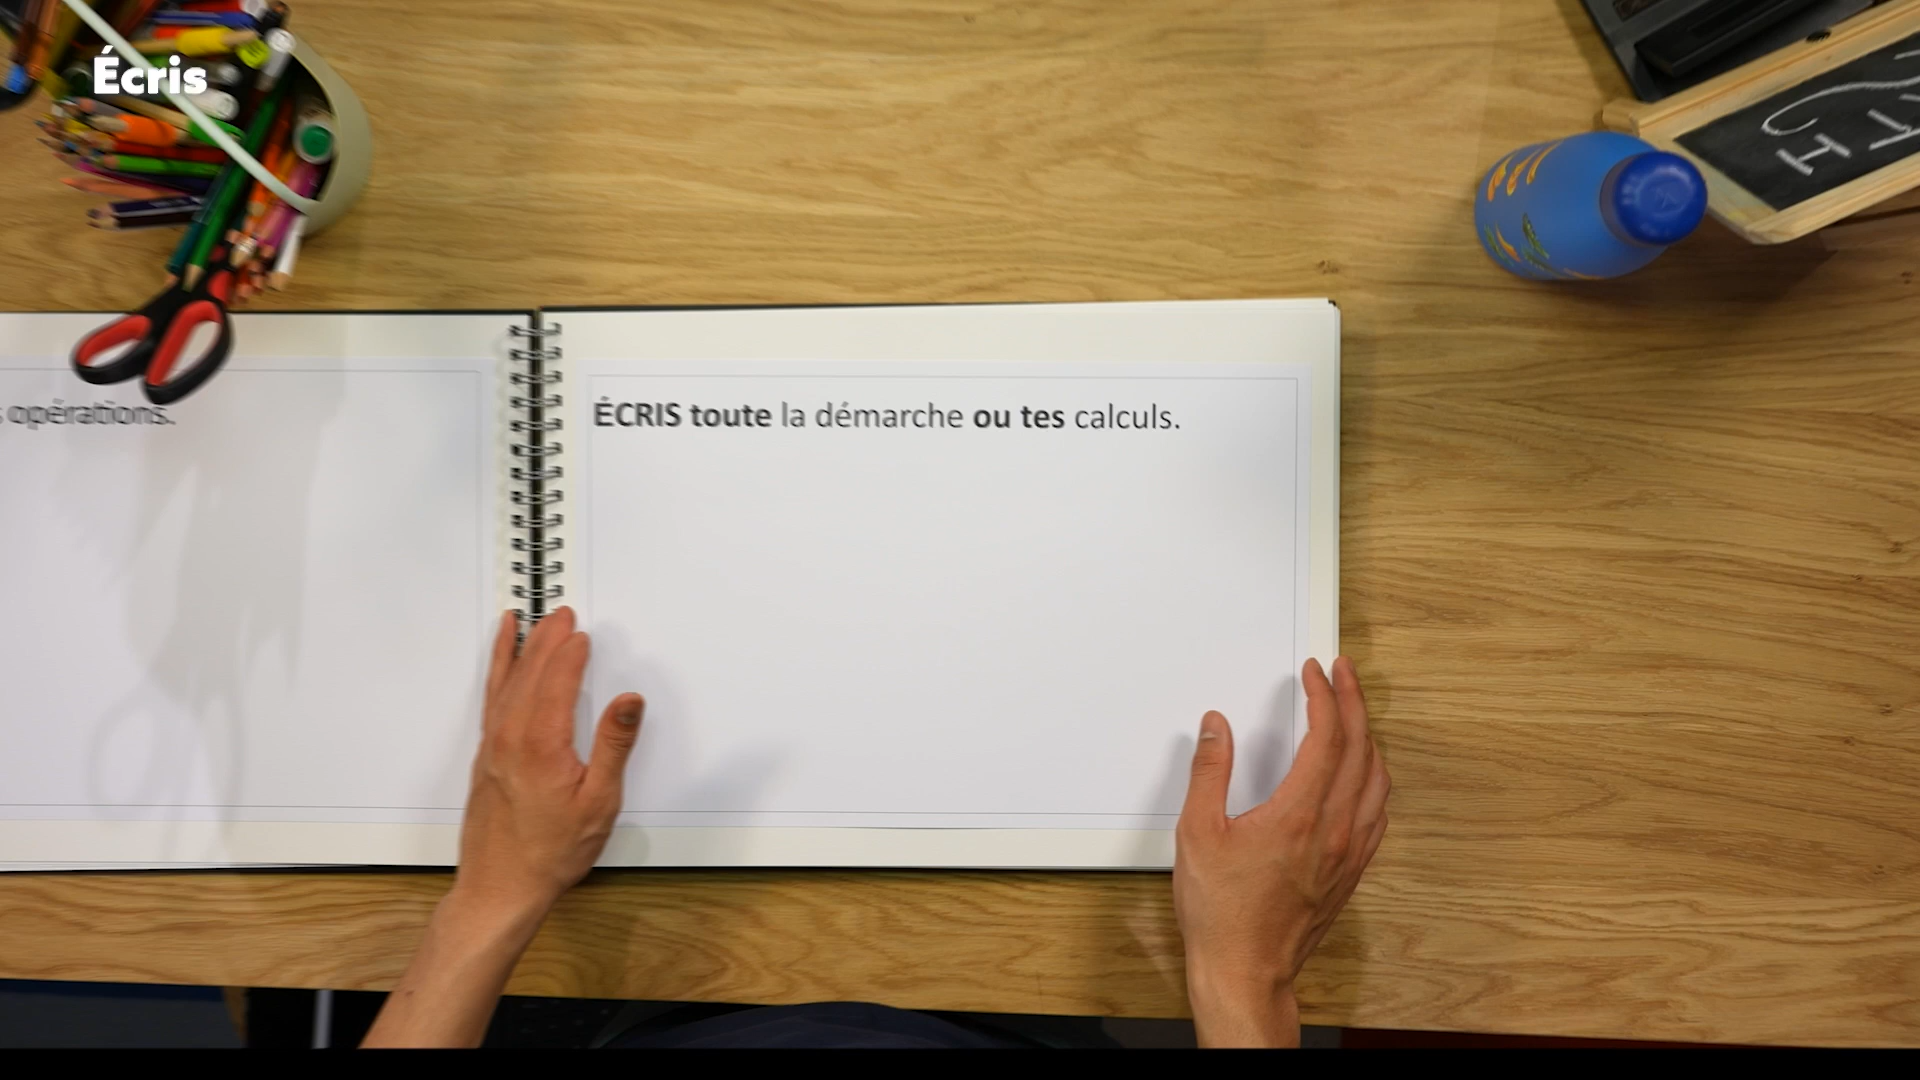 Écris
opérations.
ÉCRIS toute la démarche ou tes calculs.